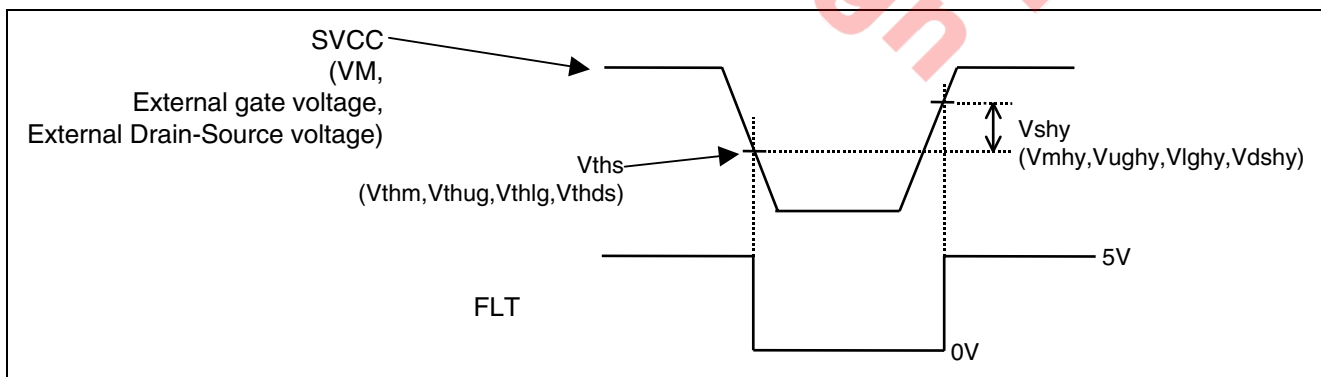 SVCC
(VM,
External gate voltage,
External Drain-Source voltage)
Vths
(Vthm,Vthug,Vthlg,Vthds)
Vshy
(Vmhy,Vughy,Vlghy,Vdshy)
5V
FLT
0V